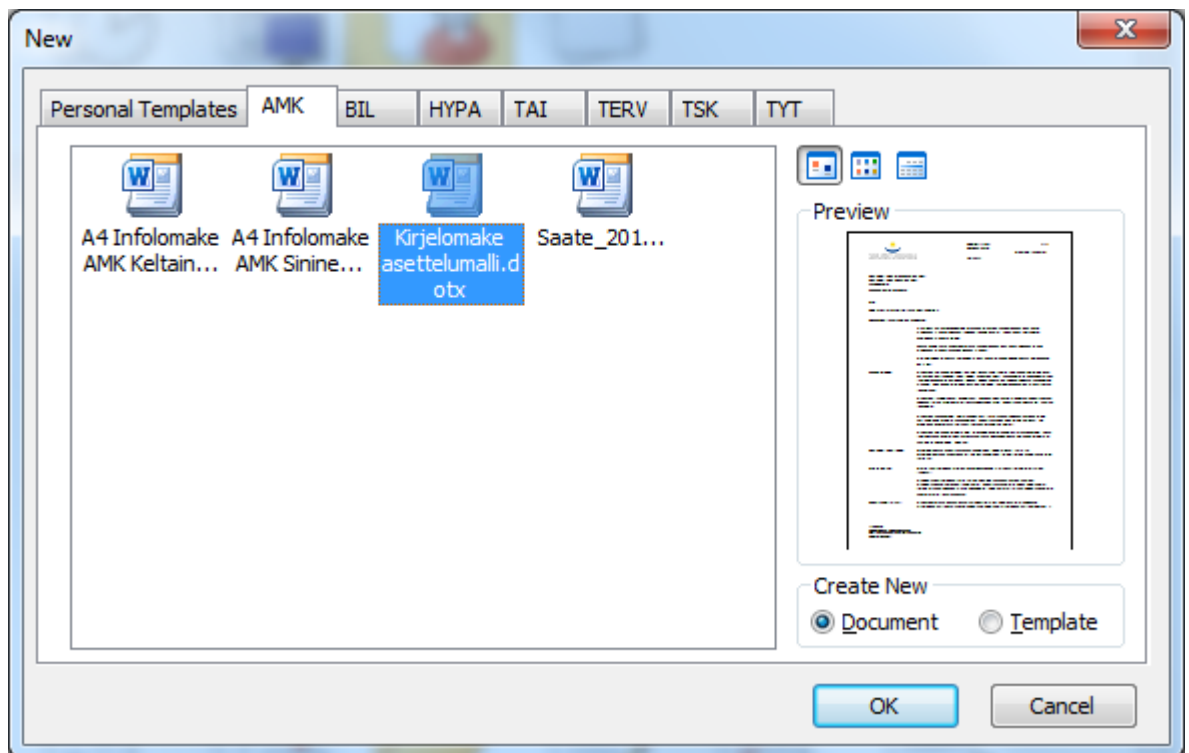 New
Personal Templates AMK BIL HYPA TAI TERV TSK TYT
A4 Infolomake
AMK Keltain...
A4 Infolomake
AMK Sinine...
Kirjelomake
asettelumalli.d
otx
Saate_201...
Preview
Create New
Document Template
OK Cancel